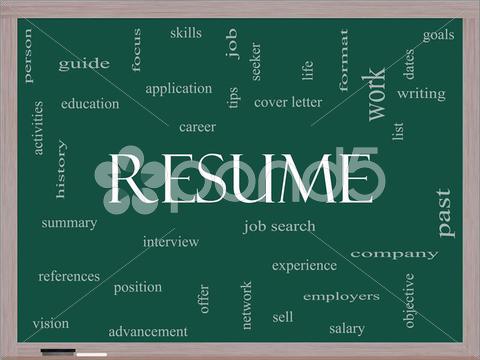 person
guide
focus
skills
job
seeker
life
format
goals
dates
work
writing
application
tips
cover letter
education
activities
career
list
history
RESUME
pond5
past
summary
interview
job search
company
experience
references
position
offer
network
employers
objective
vision
advancement
sell
salary